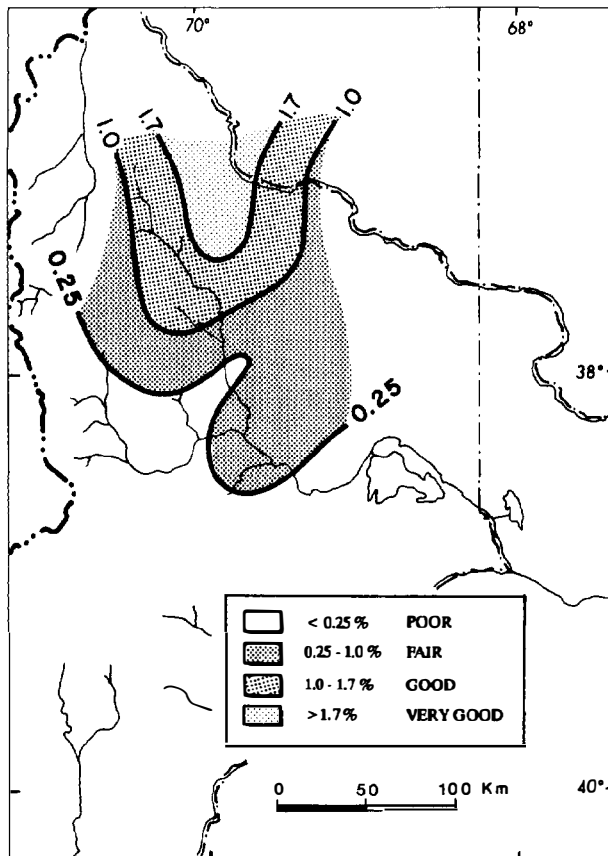 70° 68°
1.0 1.7 1.7 1.0
0.25
38°
0.25
< 0.25 % POOR
0.25 - 1.0 % FAIR
1.0 - 1.7 % GOOD
> 1.7 % VERY GOOD
0 50 100 Km
40°